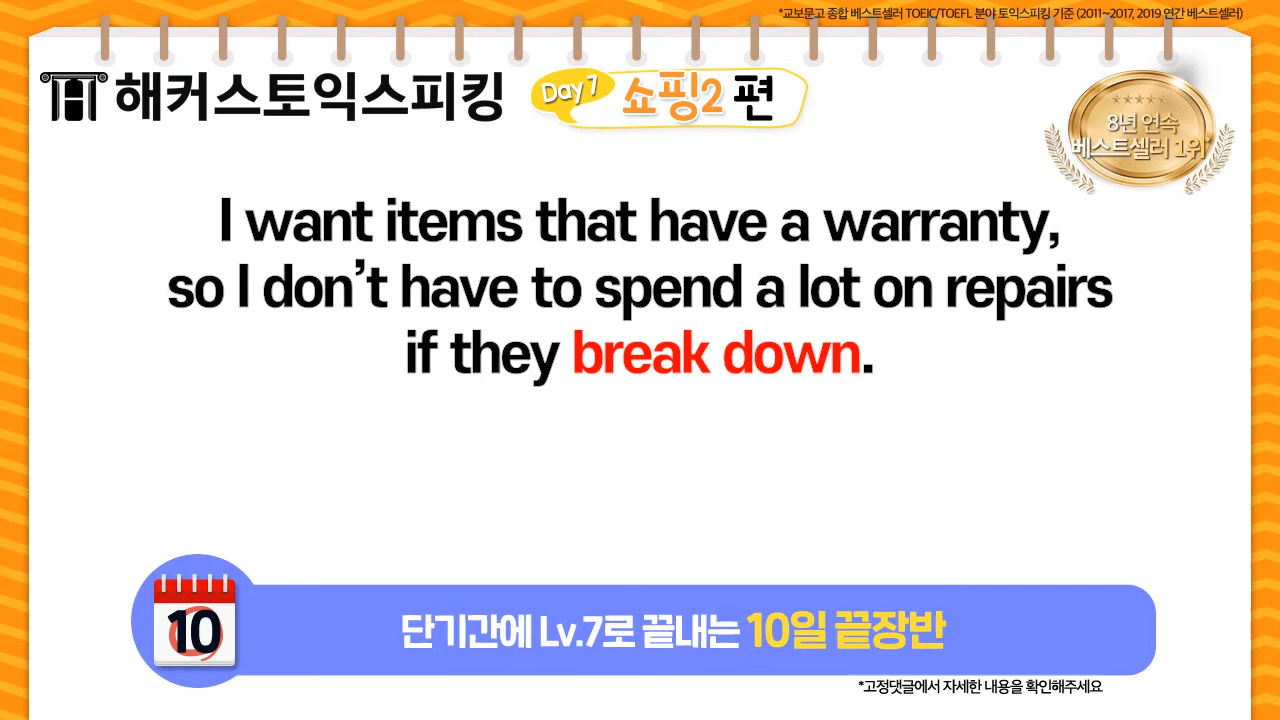 *교보문고 종합 베스트셀러 TOEIC/TOEFL 분야 토익스피킹 기준 (2011~2017, 2019 연간 베스트셀러)
해커스토익스피킹 Day 7 쇼핑2 편
8년 연속
베스트셀러 1위*
I want items that have a warranty,
so I don't have to spend a lot on repairs
if they break down.
10
단기간에 Lv.7로 끝내는 10일 끝장반
*고정댓글에서 자세한 내용을 확인해주세요